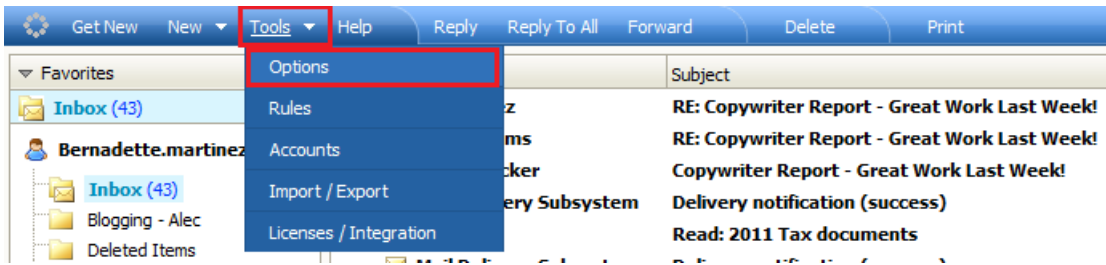 Get New New Tools Help Reply Reply To All Forward Delete Print
Favorites
Options
Subject
Inbox (43)
Rules
RE: Copywriter Report - Great Work Last Week!
Bernadette.martinez
Accounts
RE: Copywriter Report - Great Work Last Week!
Inbox (43)
Import / Export
Copywriter Report - Great Work Last Week!
Blogging - Alec
ery Subsystem
Delivery notification (success)
Deleted Items
Licenses / Integration
Read: 2011 Tax documents